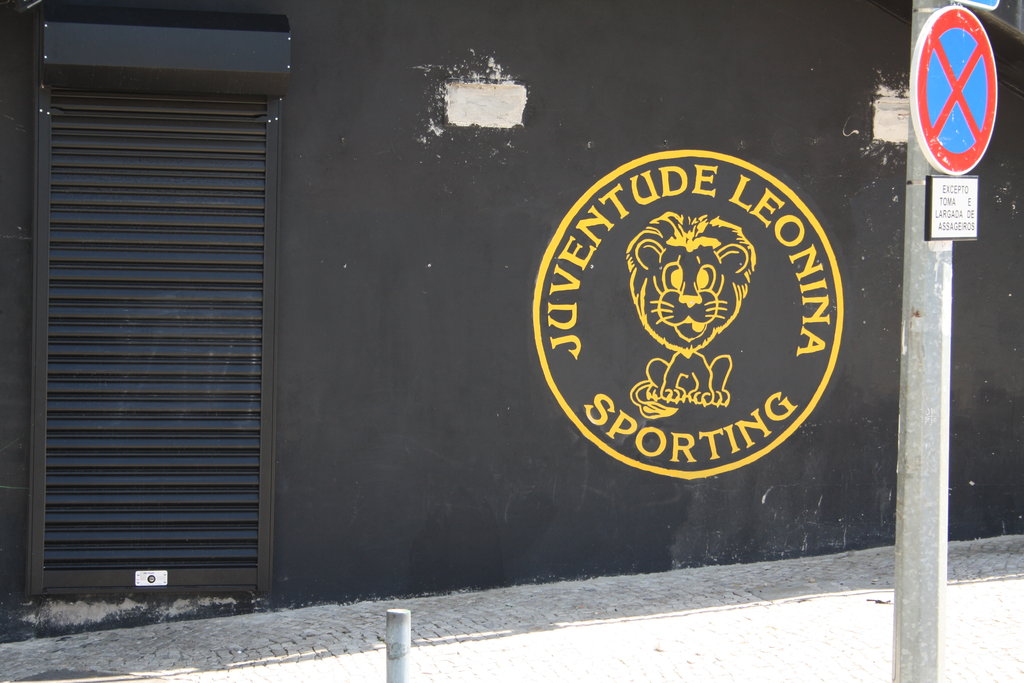 JUVENTUDE LEONINA
SPORTING
EXCEPTO
TOMA E
LARGADA DE
ASSAGEIROS